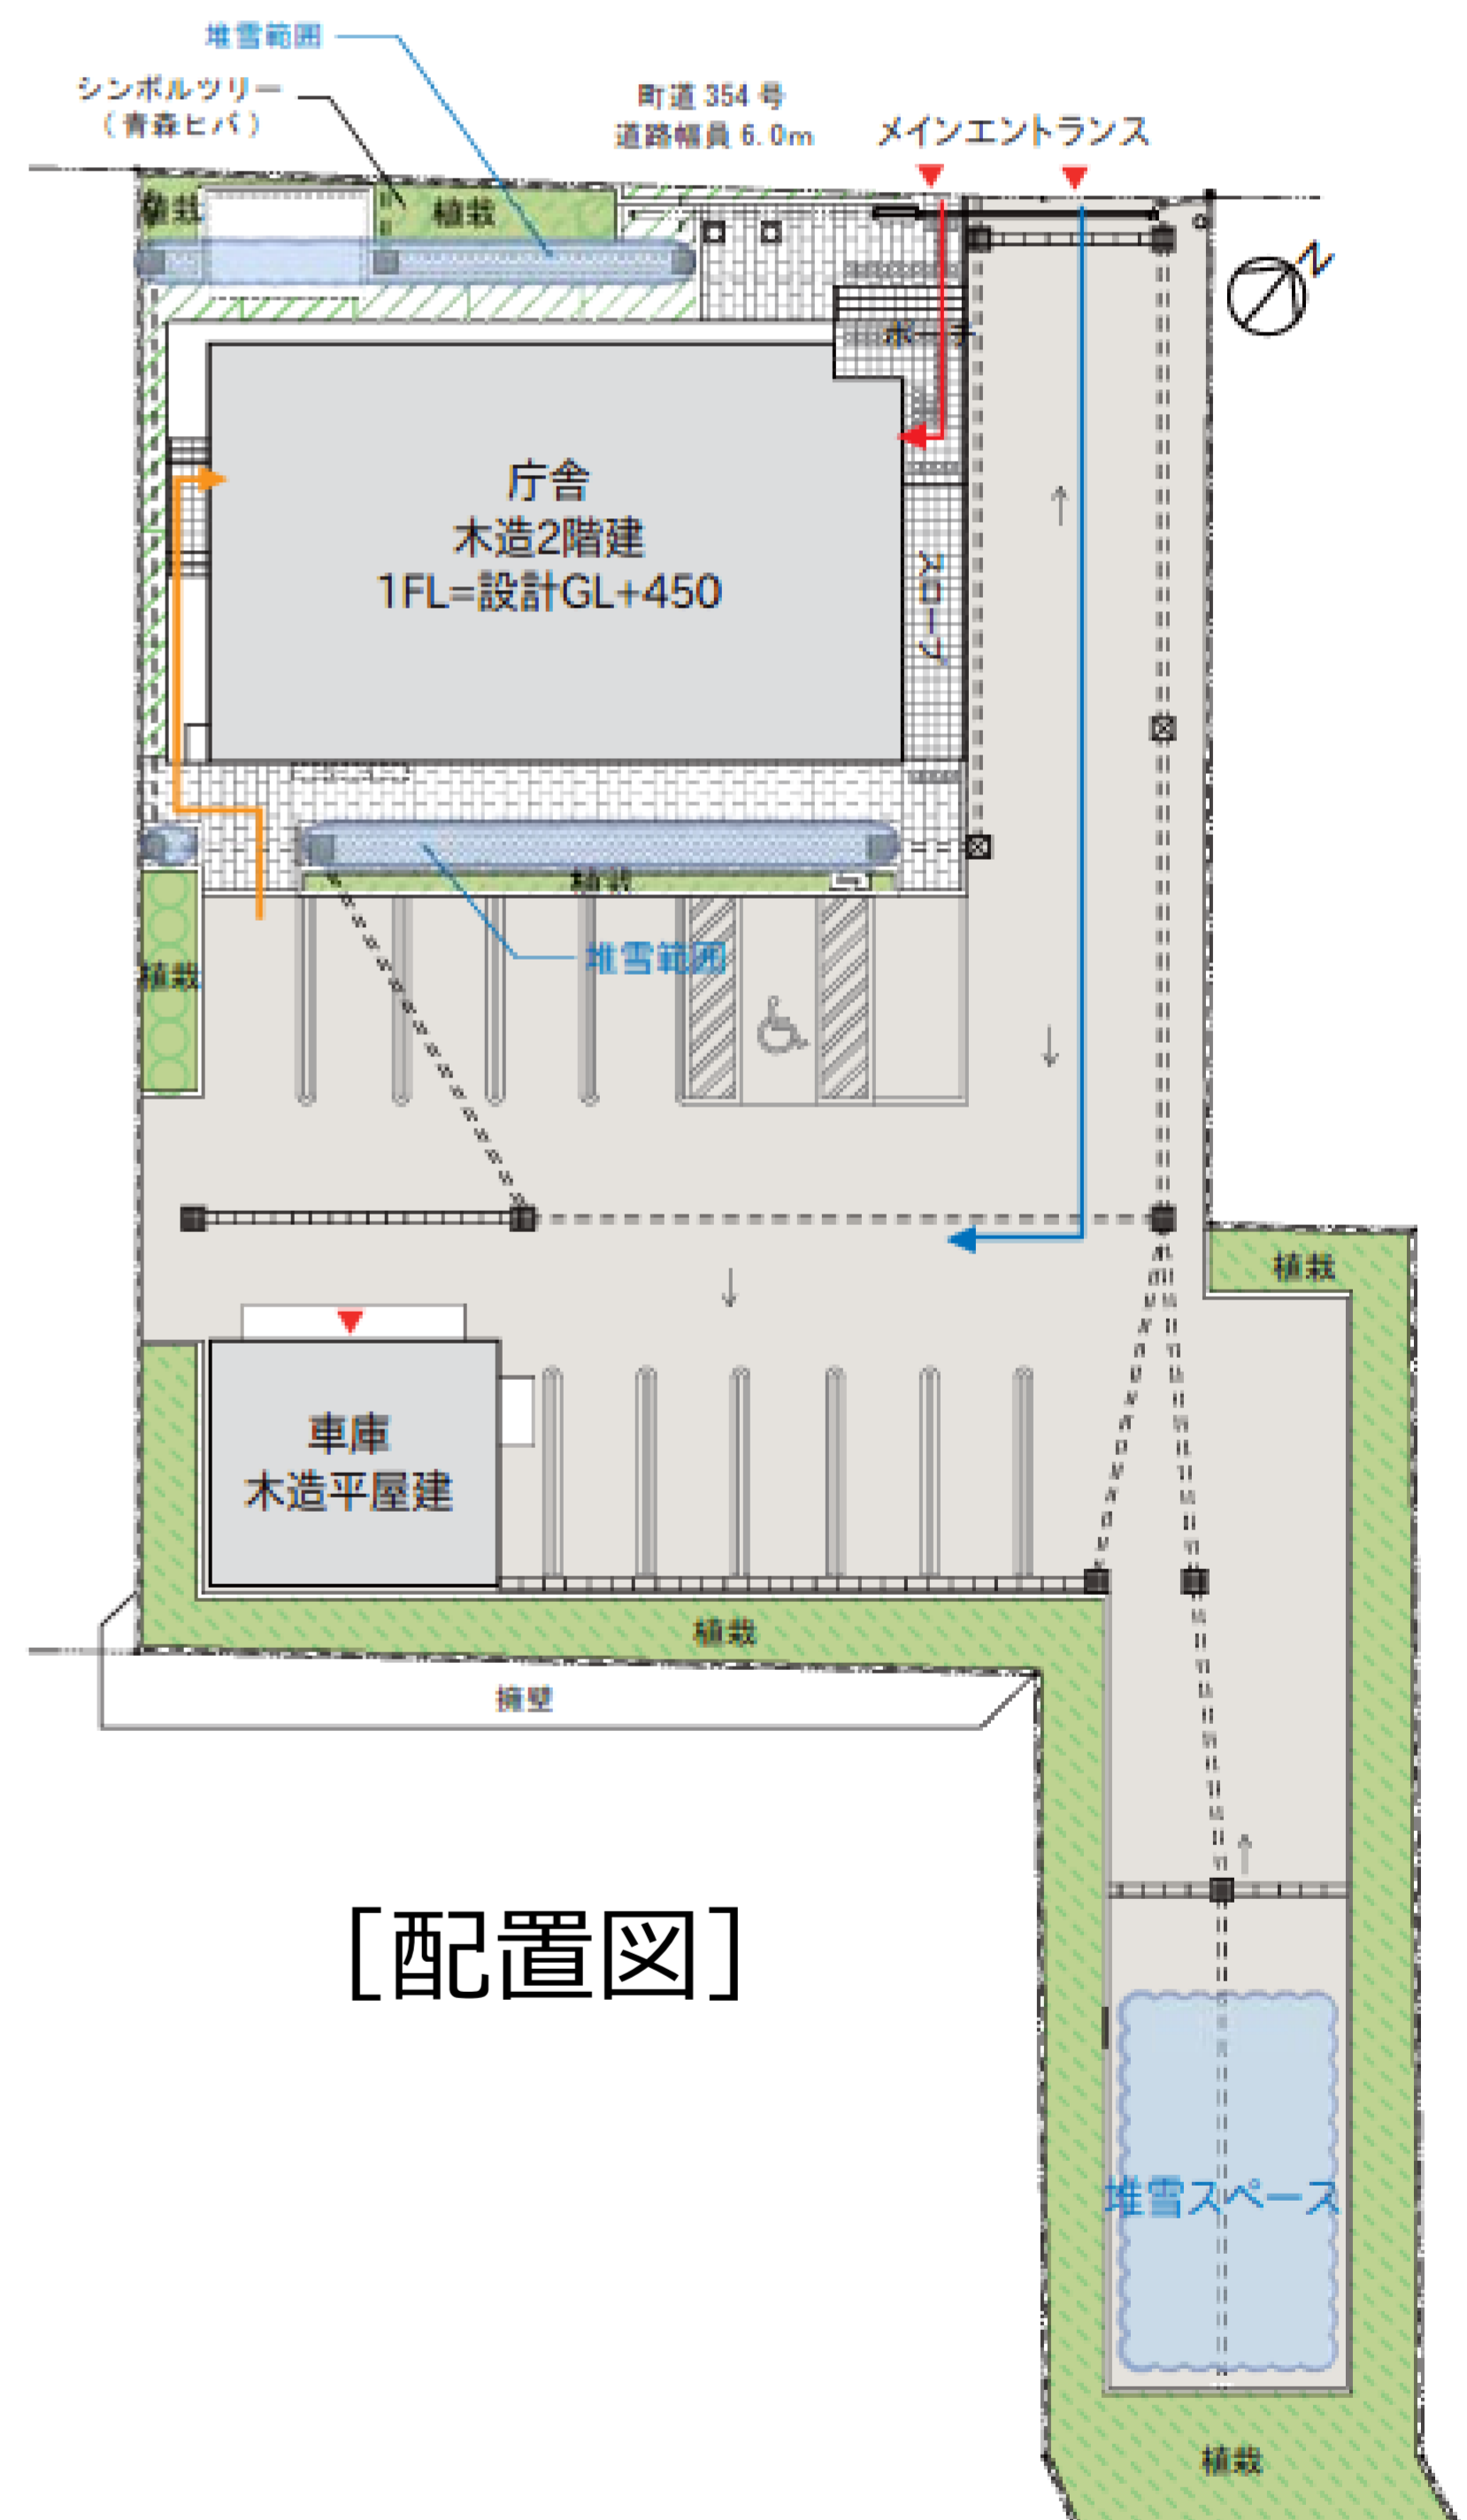 堆雪範囲
シンボルツリー
(青森ヒバ)
町道354号
道路幅員6.0m
メインエントランス
植栽
植栽
N
ポーチ
庁舎
木造2階建
1FL=設計GL+450
スロープ
植栽
堆雪範囲
植栽
植栽
車庫
木造平屋建
植栽
擁壁
[配置図]
堆雪スペース
植栽